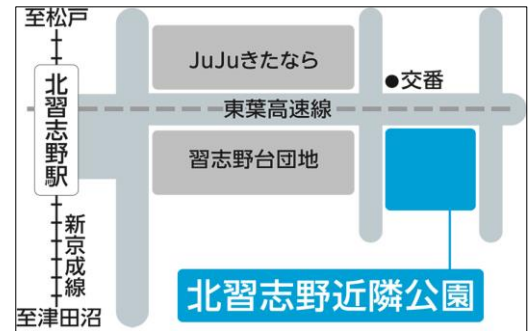 至松戸
JuJuきたなら
●交番
北習志野駅
東葉高速線
習志野台団地
新京成線
北習志野近隣公園
至津田沼